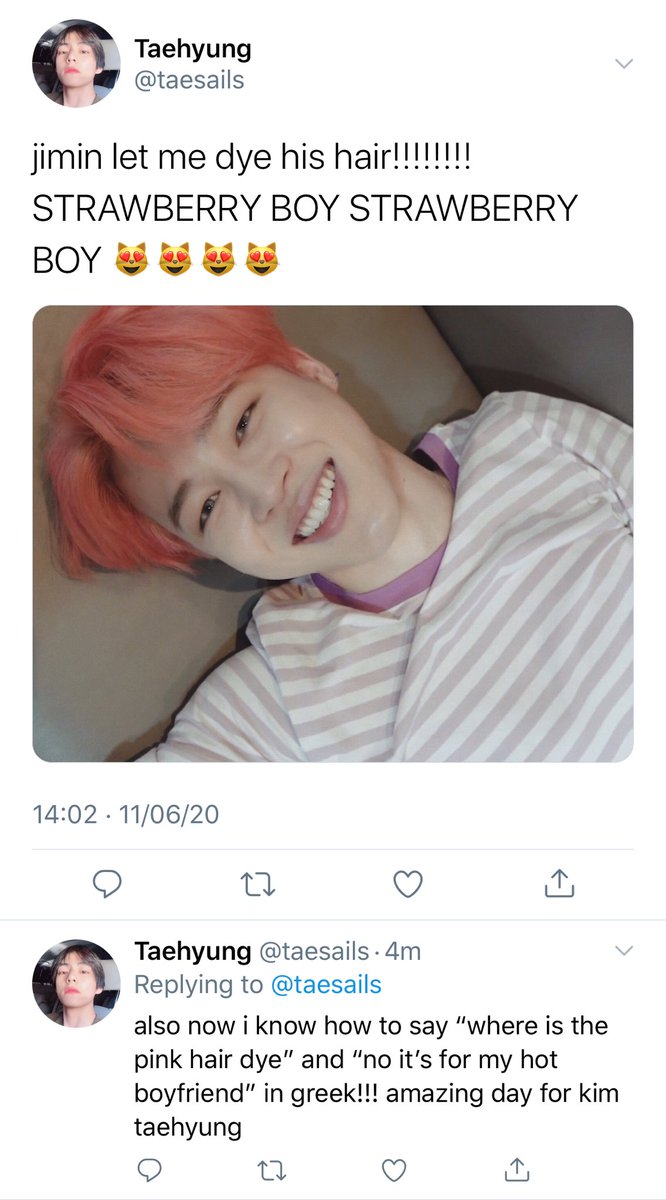 Taehyung
@taesails
jimin let me dye his hair!!!!!!!!
STRAWBERRY BOY STRAWBERRY
BOY 😻😻😻😻
14:02 · 11/06/20
Taehyung @taesails · 4m
Replying to @taesails
also now i know how to say “where is the
pink hair dye” and “no it’s for my hot
boyfriend” in greek!!! amazing day for kim
taehyung